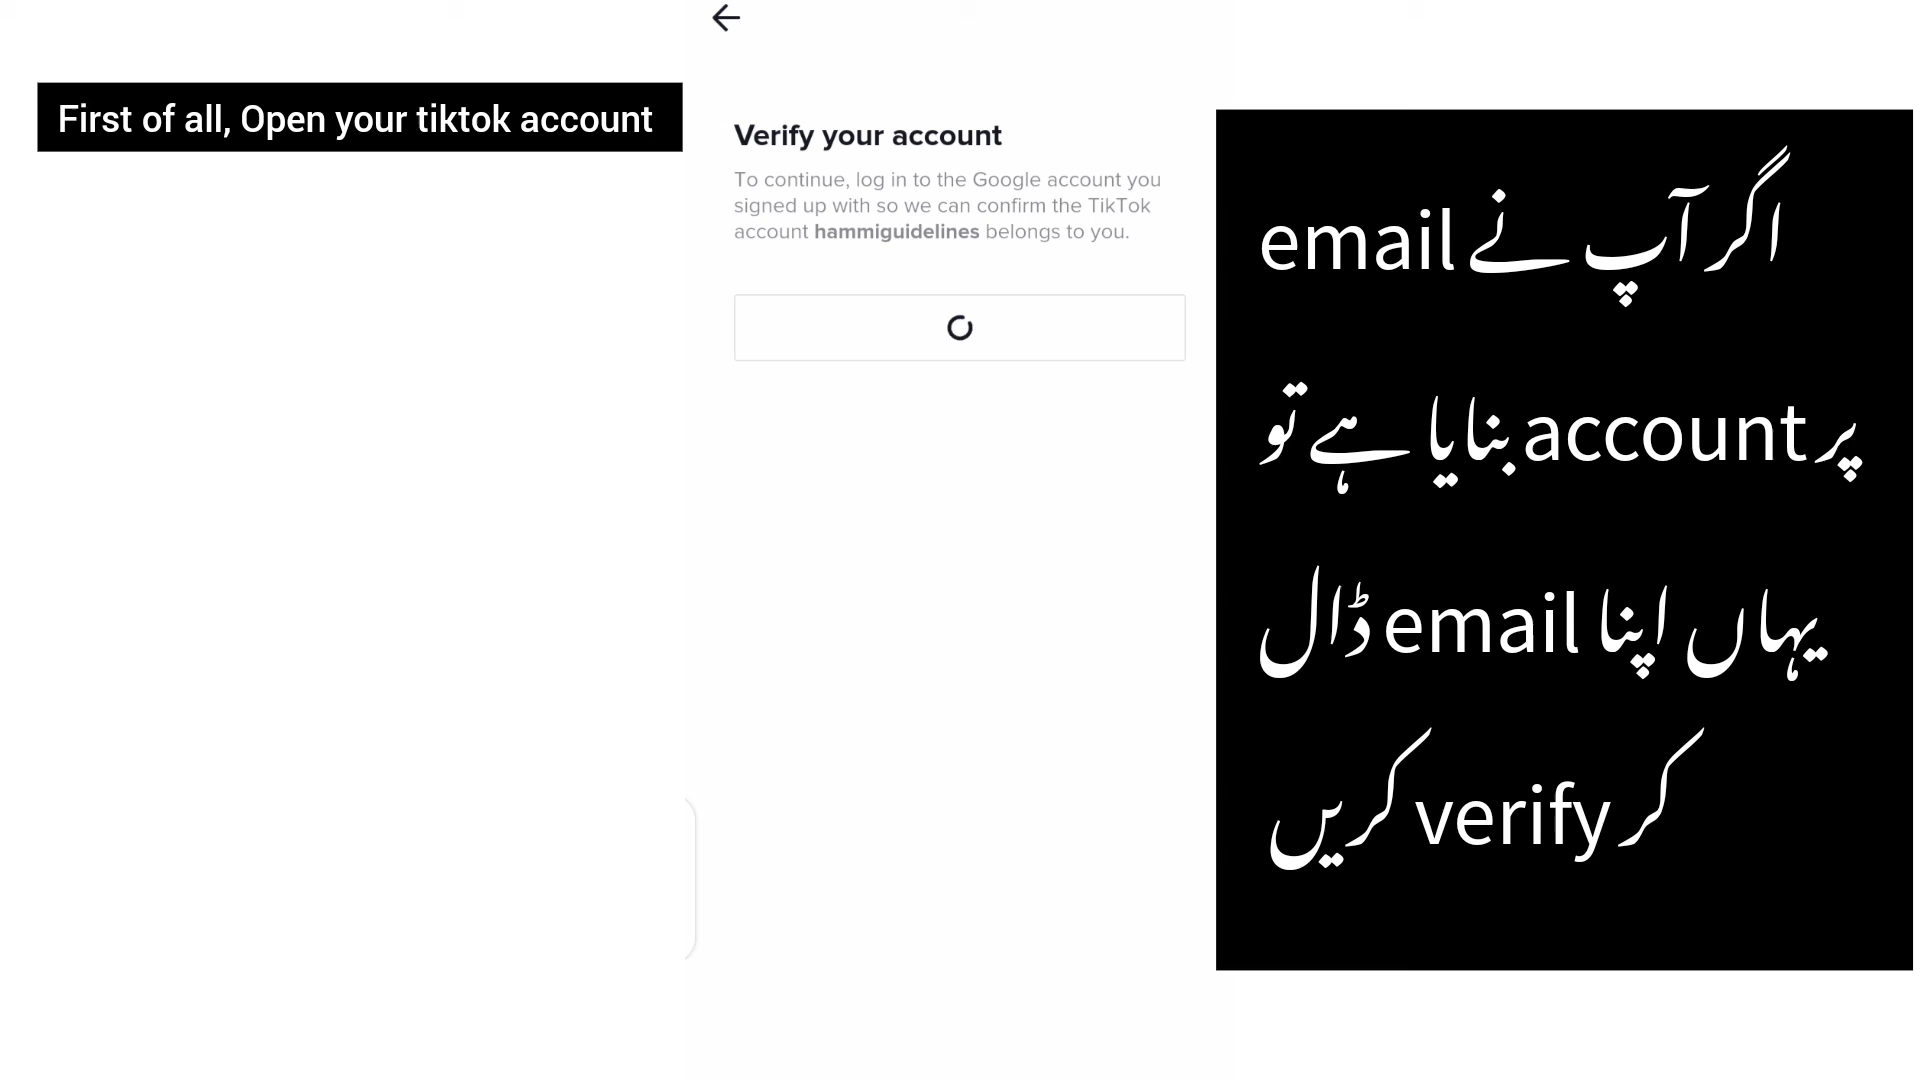 First of all, Open your tiktok account
Verify your account
To continue, log in to the Google account you
signed up with so we can confirm the TikTok
account hammiguidelines belongs to you.
اگر آپ نے email
پر account بنایا ہے تو
یہاں اپنا email ڈال
کر verify کریں